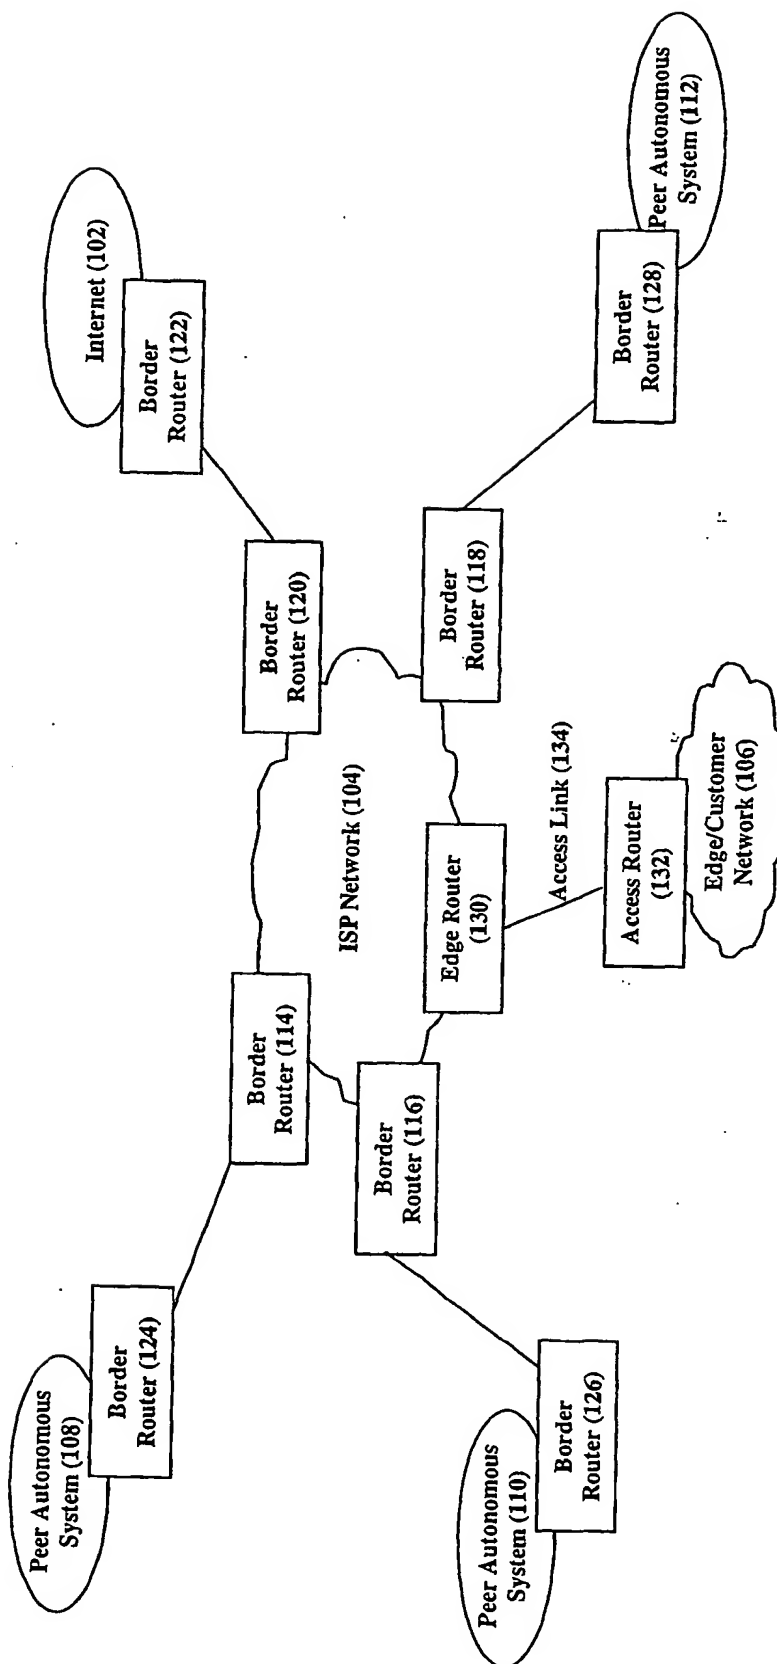 Peer Autonomous
System (108)
Border
Router (124)
Internet (102)
Border
Router (122)
Border
Router (114)
Border
Router (120)
ISP Network (104)
Border
Router (116)
Edge Router
(130)
Border
Router (118)
Peer Autonomous
System (110)
Border
Router (126)
Access Link (134)
Access Router
(132)
Edge/Customer
Network (106)
Border
Router (128)
Peer Autonomous
System (112)